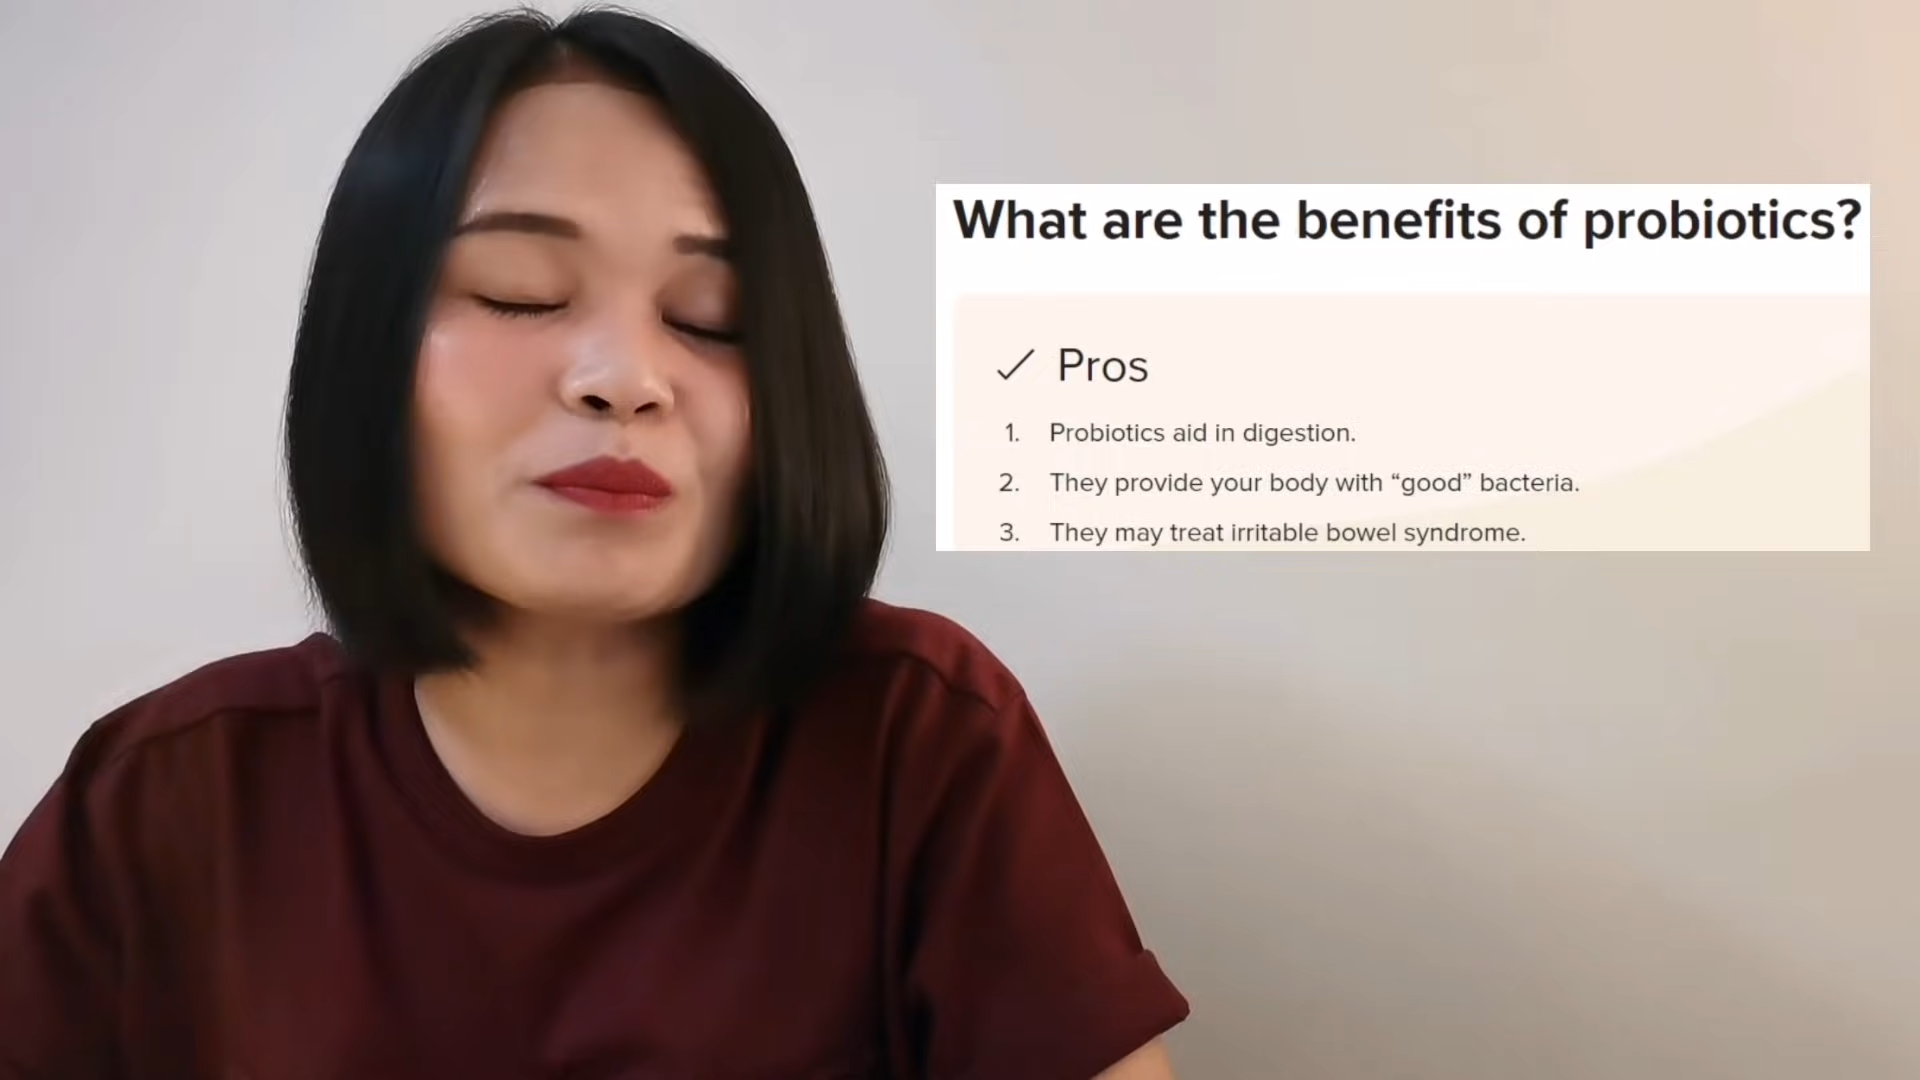 What are the benefits of probiotics?
✓ Pros
1. Probiotics aid in digestion.
2. They provide your body with “good” bacteria.
3. They may treat irritable bowel syndrome.